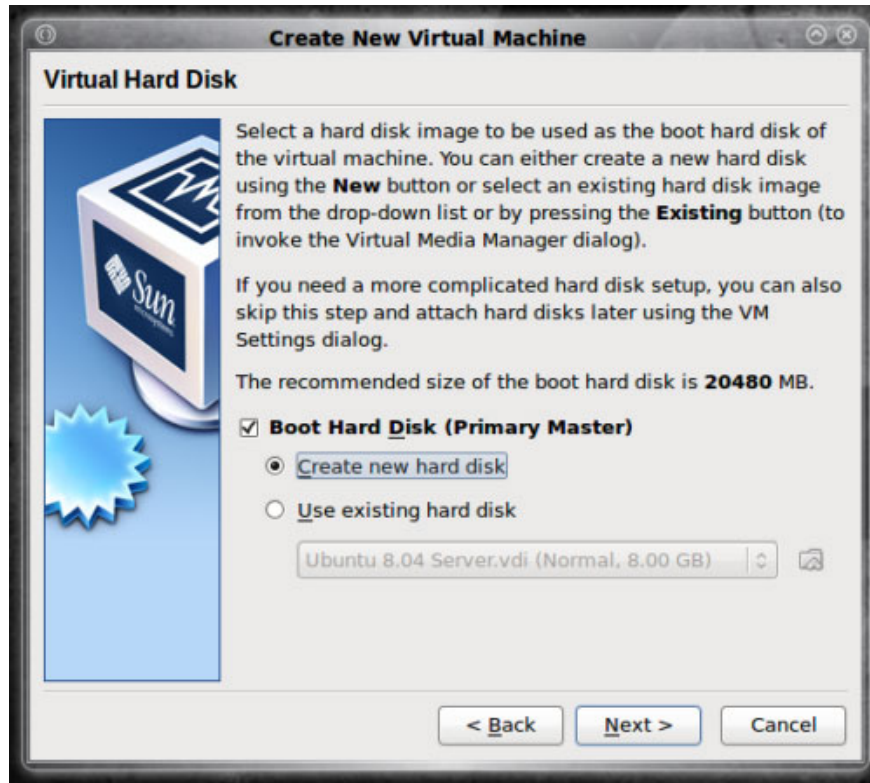 Create New Virtual Machine
Virtual Hard Disk
Select a hard disk image to be used as the boot hard disk of
the virtual machine. You can either create a new hard disk
using the New button or select an existing hard disk image
from the drop-down list or by pressing the Existing button (to
invoke the Virtual Media Manager dialog).
If you need a more complicated hard disk setup, you can also
skip this step and attach hard disks later using the VM
Settings dialog.
The recommended size of the boot hard disk is 20480 MB.
Boot Hard Disk (Primary Master)
Create new hard disk
Use existing hard disk
Ubuntu 8.04 Server.vdi (Normal, 8.00 GB)
Sun
microsystems
< Back
Next >
Cancel